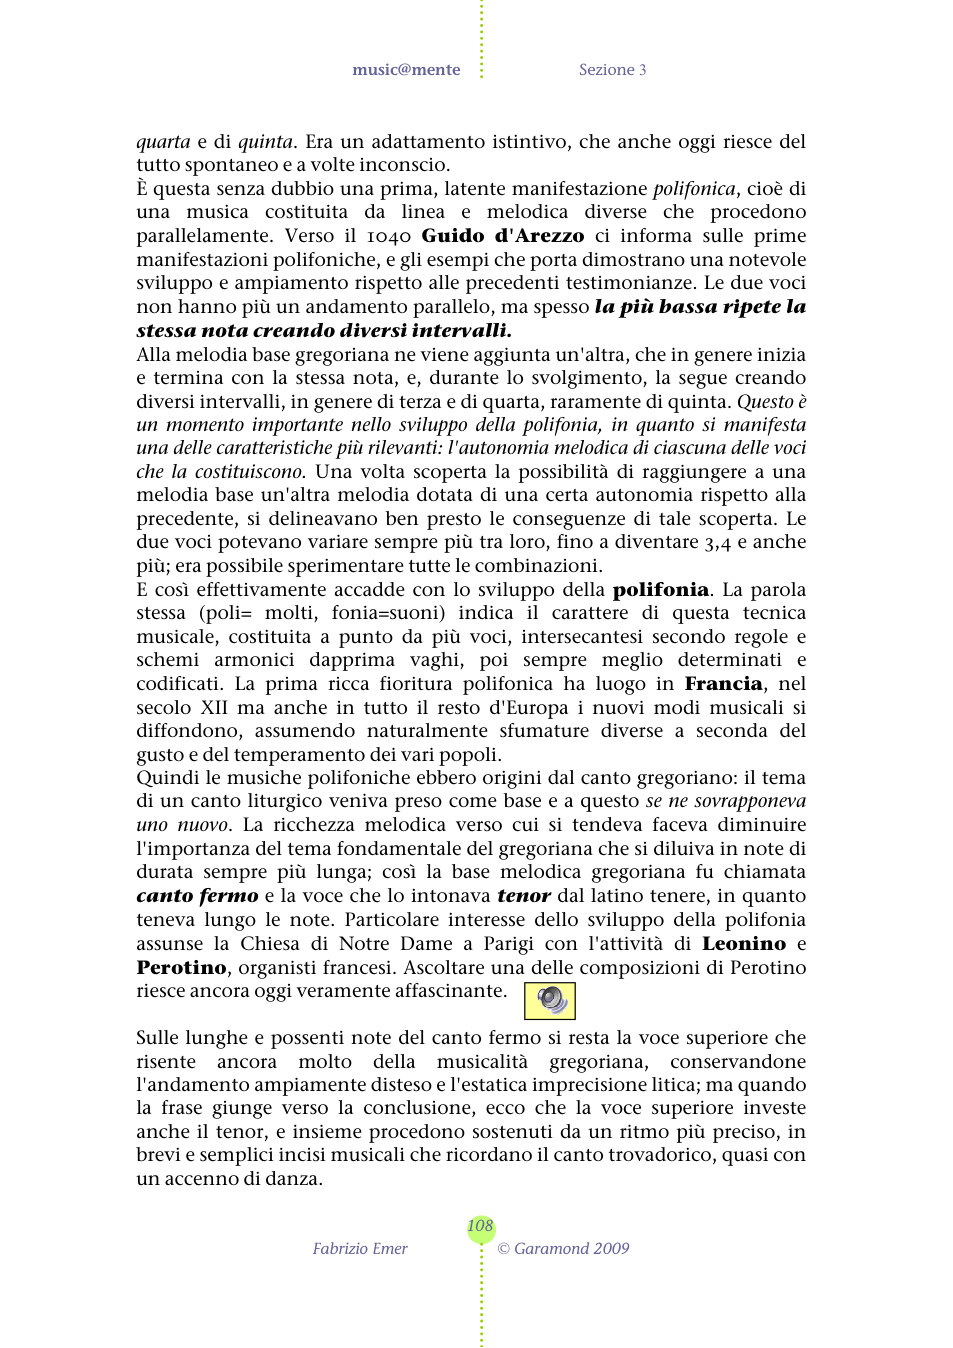 music@mente Sezione 3
quarta e di quinta. Era un adattamento istintivo, che anche oggi riesce del
tutto spontaneo e a volte inconscio.
È questa senza dubbio una prima, latente manifestazione polifonica, cioè di
una musica costituita da linea e melodica diverse che procedono
parallelamente. Verso il 1040 Guido d'Arezzo ci informa sulle prime
manifestazioni polifoniche, e gli esempi che porta dimostrano una notevole
sviluppo e ampiamento rispetto alle precedenti testimonianze. Le due voci
non hanno più un andamento parallelo, ma spesso la più bassa ripete la
stessa nota creando diversi intervalli.
Alla melodia base gregoriana ne viene aggiunta un'altra, che in genere inizia
e termina con la stessa nota, e, durante lo svolgimento, la segue creando
diversi intervalli, in genere di terza e di quarta, raramente di quinta. Questo è
un momento importante nello sviluppo della polifonia, in quanto si manifesta
una delle caratteristiche più rilevanti: l'autonomia melodica di ciascuna delle voci
che la costituiscono. Una volta scoperta la possibilità di raggiungere a una
melodia base un'altra melodia dotata di una certa autonomia rispetto alla
precedente, si delineavano ben presto le conseguenze di tale scoperta. Le
due voci potevano variare sempre più tra loro, fino a diventare 3,4 e anche
più; era possibile sperimentare tutte le combinazioni.
E così effettivamente accadde con lo sviluppo della polifonia. La parola
stessa (poli= molti, fonia=suoni) indica il carattere di questa tecnica
musicale, costituita a punto da più voci, intersecantesi secondo regole e
schemi armonici dapprima vaghi, poi sempre meglio determinati e
codificati. La prima ricca fioritura polifonica ha luogo in Francia, nel
secolo XII ma anche in tutto il resto d'Europa i nuovi modi musicali si
diffondono, assumendo naturalmente sfumature diverse a seconda del
gusto e del temperamento dei vari popoli.
Quindi le musiche polifoniche ebbero origini dal canto gregoriano: il tema
di un canto liturgico veniva preso come base e a questo se ne sovrapponeva
uno nuovo. La ricchezza melodica verso cui si tendeva faceva diminuire
l'importanza del tema fondamentale del gregoriana che si diluiva in note di
durata sempre più lunga; così la base melodica gregoriana fu chiamata
canto fermo e la voce che lo intonava tenor dal latino tenere, in quanto
teneva lungo le note. Particolare interesse dello sviluppo della polifonia
assunse la Chiesa di Notre Dame a Parigi con l'attività di Leonino e
Perotino, organisti francesi. Ascoltare una delle composizioni di Perotino
riesce ancora oggi veramente affascinante.
Sulle lunghe e possenti note del canto fermo si resta la voce superiore che
risente ancora molto della musicalità gregoriana, conservandone
l'andamento ampiamente disteso e l'estatica imprecisione litica; ma quando
la frase giunge verso la conclusione, ecco che la voce superiore investe
anche il tenor, e insieme procedono sostenuti da un ritmo più preciso, in
brevi e semplici incisi musicali che ricordano il canto trovadorico, quasi con
un accenno di danza.
108
Fabrizio Emer © Garamond 2009